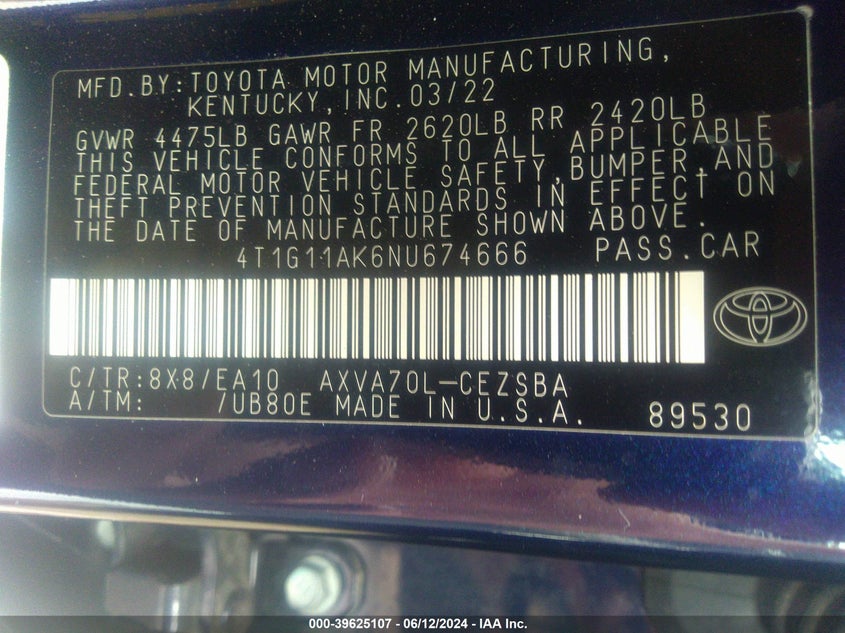 MFD.BY:TOYOTA MOTOR MANUFACTURING,
KENTUCKY,INC.03/22
GVWR 4475LB GAWR FR 2620LB RR 2420LB
THIS VEHICLE CONFORMS TO ALL APPLICABLE
FEDERAL MOTOR VEHICLE SAFETY,BUMPER,AND
THEFT PREVENTION STANDARDS IN EFFECT ON
THE DATE OF MANUFACTURE SHOWN ABOVE.
4T1G11AK6NU674666 PASS.CAR
C/TR:8X8/EA10 AXVA70L-CEZSBA
A/TM: /UB80E MADE IN U.S.A. 89530
000-39625107 - 06/12/2024 - IAA Inc.